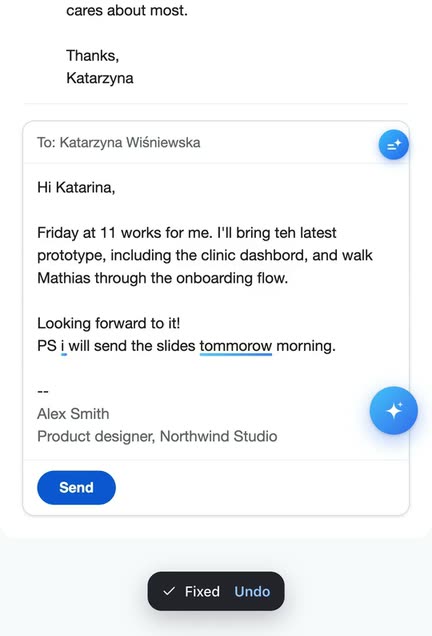 cares about most.
Thanks,
Katarzyna
To: Katarzyna Wiśniewska
Hi Katarina,
Friday at 11 works for me. I'll bring teh latest
prototype, including the clinic dashbord, and walk
Mathias through the onboarding flow.
Looking forward to it!
PS i will send the slides tommorow morning.
--
Alex Smith
Product designer, Northwind Studio
Send
Fixed Undo